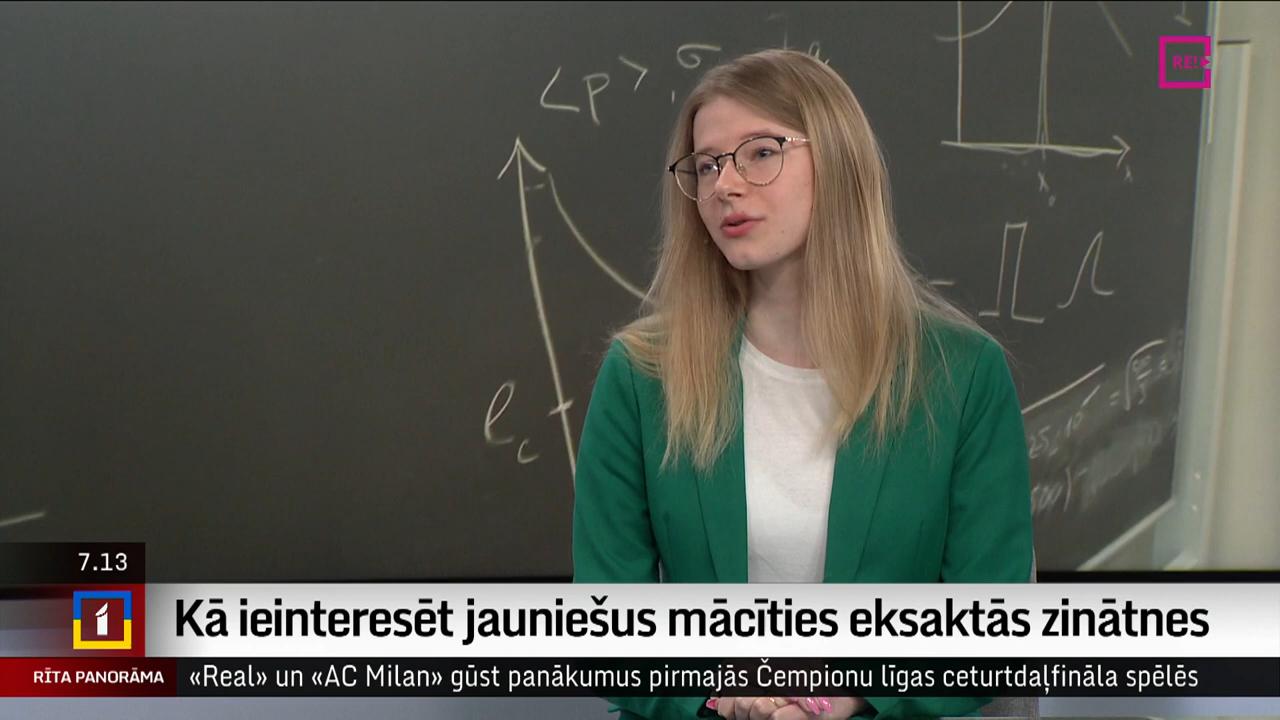 <p>
σ
RE!
x
x
l c
7.13
1
Kā ieinteresēt jauniešus mācīties eksaktās zinātnes
RĪTA PANORĀMA «Real» un «AC Milan» gūst panākumus pirmajās Čempionu līgas ceturtdaļfināla spēlēs